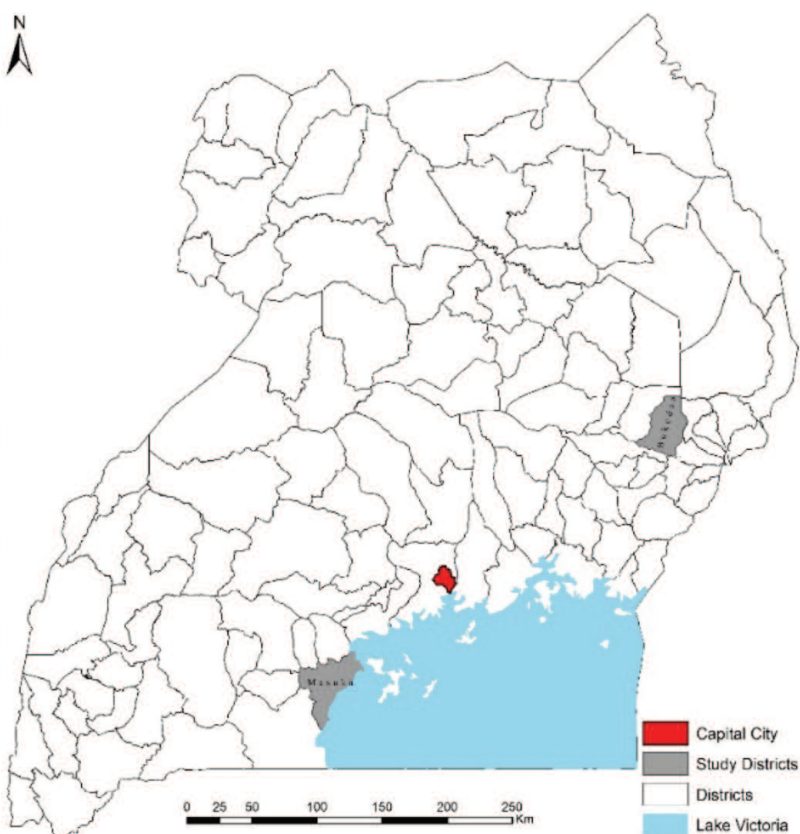 N
Bukedea
Masaka
Capital City
Study Districts
Districts
Lake Victoria
0 25 50 100 150 200 250
Km